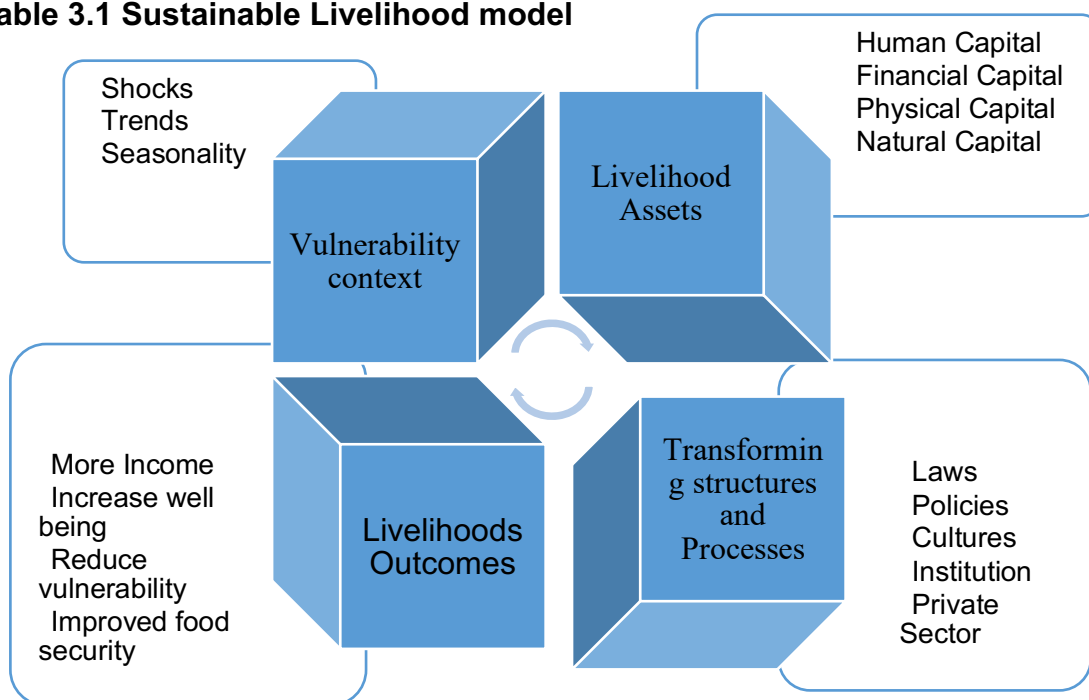 able 3.1 Sustainable Livelihood model
Shocks
Trends
Seasonality
Vulnerability
context
Human Capital
Financial Capital
Physical Capital
Natural Capital
Livelihood
Assets
More Income
Increase well
being
Reduce
vulnerability
Improved food
security
Livelihoods
Outcomes
Transformin
g structures
and
Processes
Laws
Policies
Cultures
Institution
Private
Sector